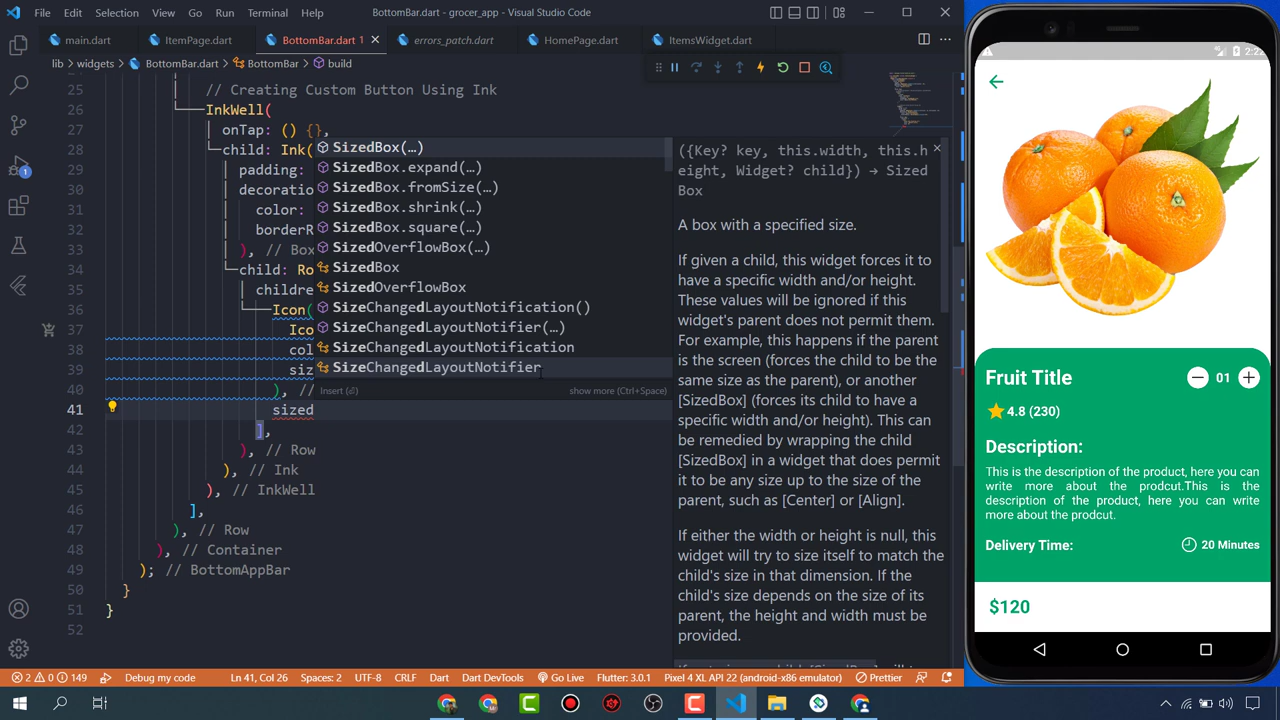 File Edit Selection View Go Run Terminal Help BottomBar.dart - grocer_app - Visual Studio Code
main.dart ItemPage.dart BottomBar.dart 1 errors_patch.dart HomePage.dart ItemsWidget.dart
lib > widgets > BottomBar.dart > BottomBar > build
25 // Creating Custom Button Using Ink
26 InkWell(
27 onTap: () {},
28 child: Ink(
29 padding:
30 decoratio
31 color:
32 borderR
33 ), // Box
34 child: Ro
35 childre
36 Icon(
37 Ico
38 col
39 siz
40 ), //
41 sized
42 ],
43 ), // Row
44 ), // Ink
45 ), // InkWell
46 ],
47 ), // Row
48 ), // Container
49 ); // BottomAppBar
50 }
51 }
52
SizedBox(…)
SizedBox.expand(…)
SizedBox.fromSize(…)
SizedBox.shrink(…)
SizedBox.square(…)
SizedOverflowBox(…)
SizedBox
SizedOverflowBox
SizeChangedLayoutNotification()
SizeChangedLayoutNotifier(…)
SizeChangedLayoutNotification
SizeChangedLayoutNotifier
Insert (⏎) show more (Ctrl+Space)
({Key? key, this.width, this.h
eight, Widget? child}) → Sized
Box
A box with a specified size.
If given a child, this widget forces it to
have a specific width and/or height.
These values will be ignored if this
widget's parent does not permit them.
For example, this happens if the parent
is the screen (forces the child to be the
same size as the parent), or another
[SizedBox] (forces its child to have a
specific width and/or height). This can
be remedied by wrapping the child
[SizedBox] in a widget that does permit
it to be any size up to the size of the
parent, such as [Center] or [Align].
If either the width or height is null, this
widget will try to size itself to match the
child's size in that dimension. If the
child's size depends on the size of its
parent, the height and width must be
provided.
1
2 0 149 Debug my code Ln 41, Col 26 Spaces: 2 UTF-8 CRLF Dart Dart DevTools Go Live Flutter: 3.0.1 Pixel 4 XL API 22 (android-x86 emulator) Prettier
4G 2:22
Fruit Title 01
4.8 (230)
Description:
This is the description of the product, here you can
write more about the prodcut.This is the
description of the product, here you can write
more about the prodcut.
Delivery Time: 20 Minutes
$120